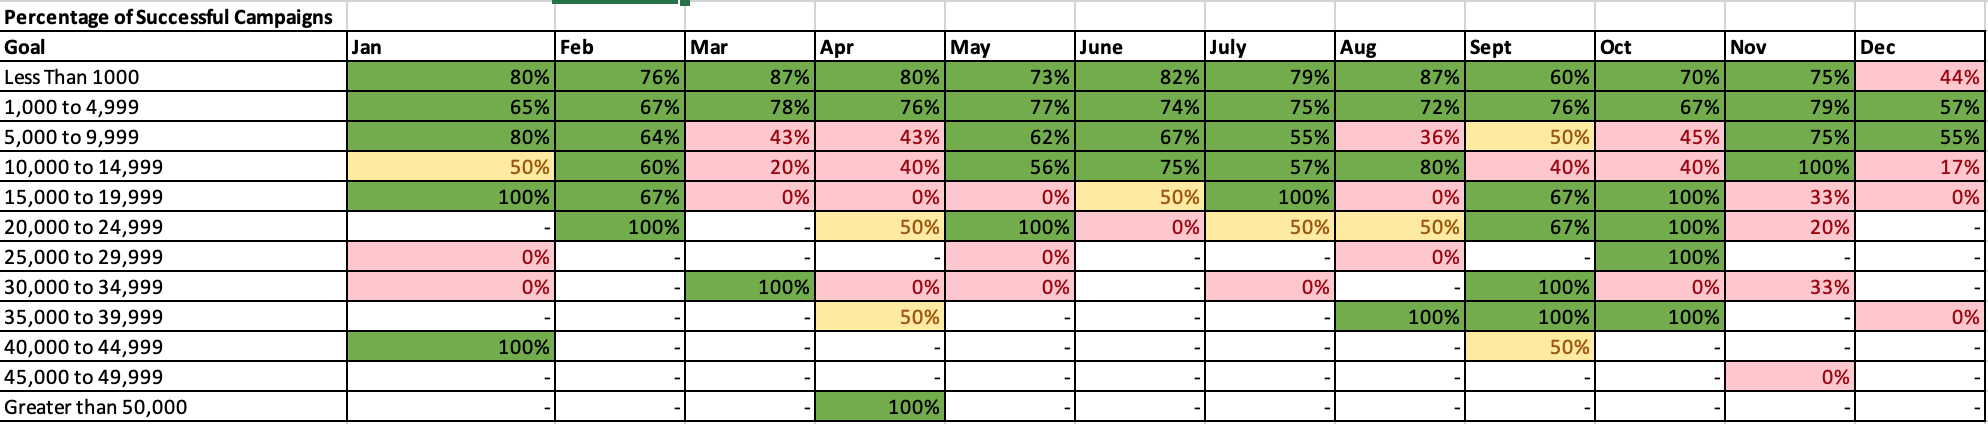 Percentage of Successful Campaigns
Goal Jan Feb Mar Apr May June July Aug Sept Oct Nov Dec
Less Than 1000 80% 76% 87% 80% 73% 82% 79% 87% 60% 70% 75% 44%
1,000 to 4,999 65% 67% 78% 76% 77% 74% 75% 72% 76% 67% 79% 57%
5,000 to 9,999 80% 64% 43% 43% 62% 67% 55% 36% 50% 45% 75% 55%
10,000 to 14,999 50% 60% 20% 40% 56% 75% 57% 80% 40% 40% 100% 17%
15,000 to 19,999 100% 67% 0% 0% 0% 50% 100% 0% 67% 100% 33% 0%
20,000 to 24,999 - 100% - 50% 100% 0% 50% 50% 67% 100% 20% -
25,000 to 29,999 0% - - - 0% - - 0% - 100% - -
30,000 to 34,999 0% - 100% 0% 0% - 0% - 100% 0% 33% -
35,000 to 39,999 - - - 50% - - - 100% 100% 100% - 0%
40,000 to 44,999 100% - - - - - - - 50% - - -
45,000 to 49,999 - - - - - - - - - - 0% -
Greater than 50,000 - - - 100% - - - - - - - -